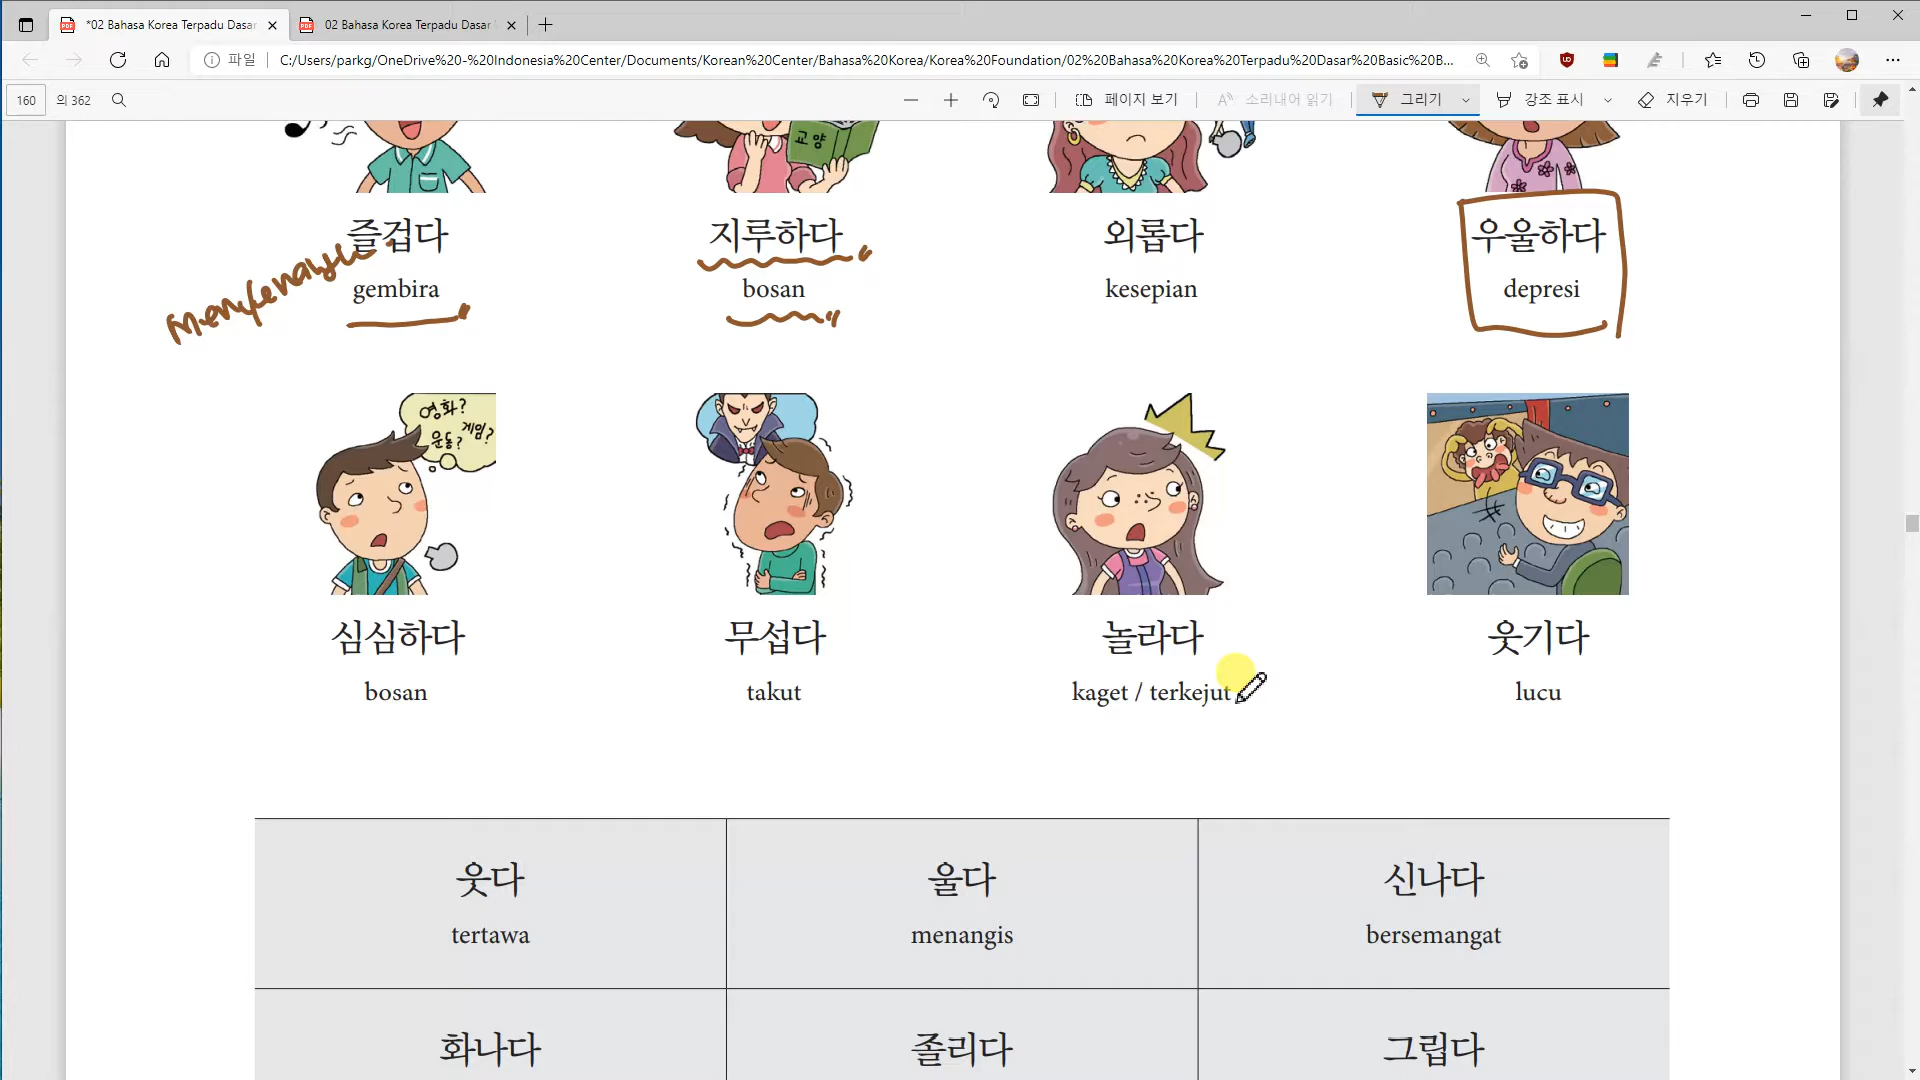 *02 Bahasa Korea Terpadu Dasar
02 Bahasa Korea Terpadu Dasar
파일
C:/Users/parkg/OneDrive%20-%20Indonesia%20Center/Documents/Korean%20Center/Bahasa%20Korea/Korea%20Foundation/02%20Bahasa%20Korea%20Terpadu%20Dasar%20Basic%20B...
160 의 362
페이지 보기
소리내어 읽기
그리기
강조 표시
지우기
교양
즐겁다 지루하다 외롭다 우울하다
gembira bosan kesepian depresi
영화?
운동? 게임?
심심하다 무섭다 놀라다 웃기다
bosan takut kaget / terkejut lucu
웃다 울다 신나다
tertawa menangis bersemangat
화나다 졸리다 그립다